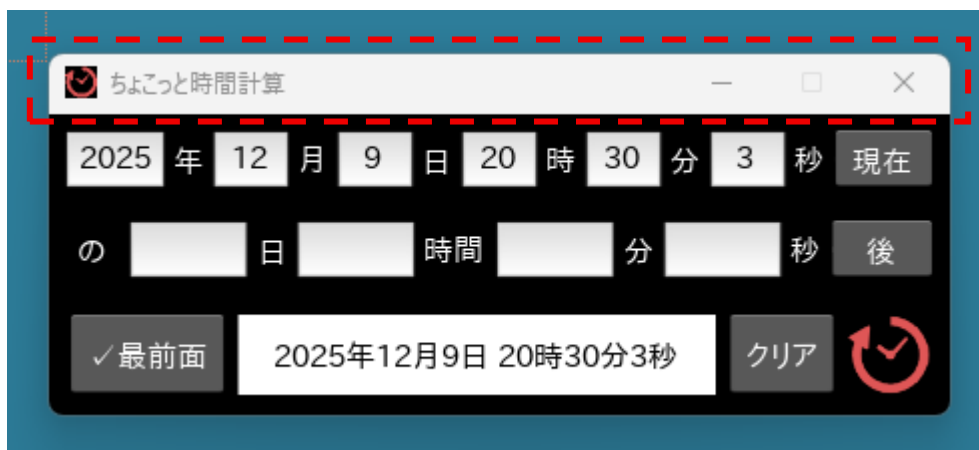 ちょこっと時間計算
2025 年 12 月 9 日 20 時 30 分 3 秒 現在
の 日 時間 分 秒 後
✓最前面 2025年12月9日 20時30分3秒 クリア